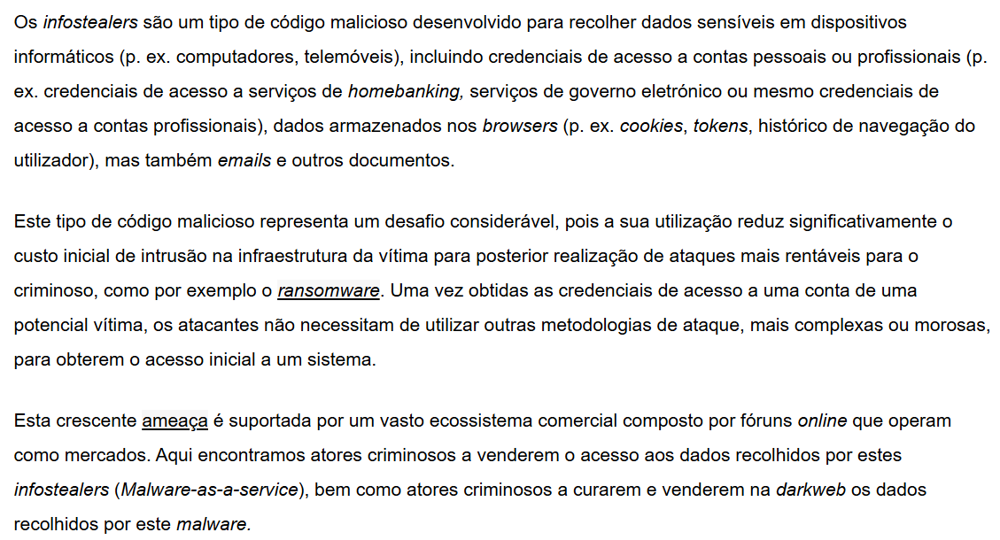 Os infostealers são um tipo de código malicioso desenvolvido para recolher dados sensíveis em dispositivos
informáticos (p. ex. computadores, telemóveis), incluindo credenciais de acesso a contas pessoais ou profissionais (p.
ex. credenciais de acesso a serviços de homebanking, serviços de governo eletrónico ou mesmo credenciais de
acesso a contas profissionais), dados armazenados nos browsers (p. ex. cookies, tokens, histórico de navegação do
utilizador), mas também emails e outros documentos.
Este tipo de código malicioso representa um desafio considerável, pois a sua utilização reduz significativamente o
custo inicial de intrusão na infraestrutura da vítima para posterior realização de ataques mais rentáveis para o
criminoso, como por exemplo o ransomware. Uma vez obtidas as credenciais de acesso a uma conta de uma
potencial vítima, os atacantes não necessitam de utilizar outras metodologias de ataque, mais complexas ou morosas,
para obterem o acesso inicial a um sistema.
Esta crescente ameaça é suportada por um vasto ecossistema comercial composto por fóruns online que operam
como mercados. Aqui encontramos atores criminosos a venderem o acesso aos dados recolhidos por estes
infostealers (Malware-as-a-service), bem como atores criminosos a curarem e venderem na darkweb os dados
recolhidos por este malware.